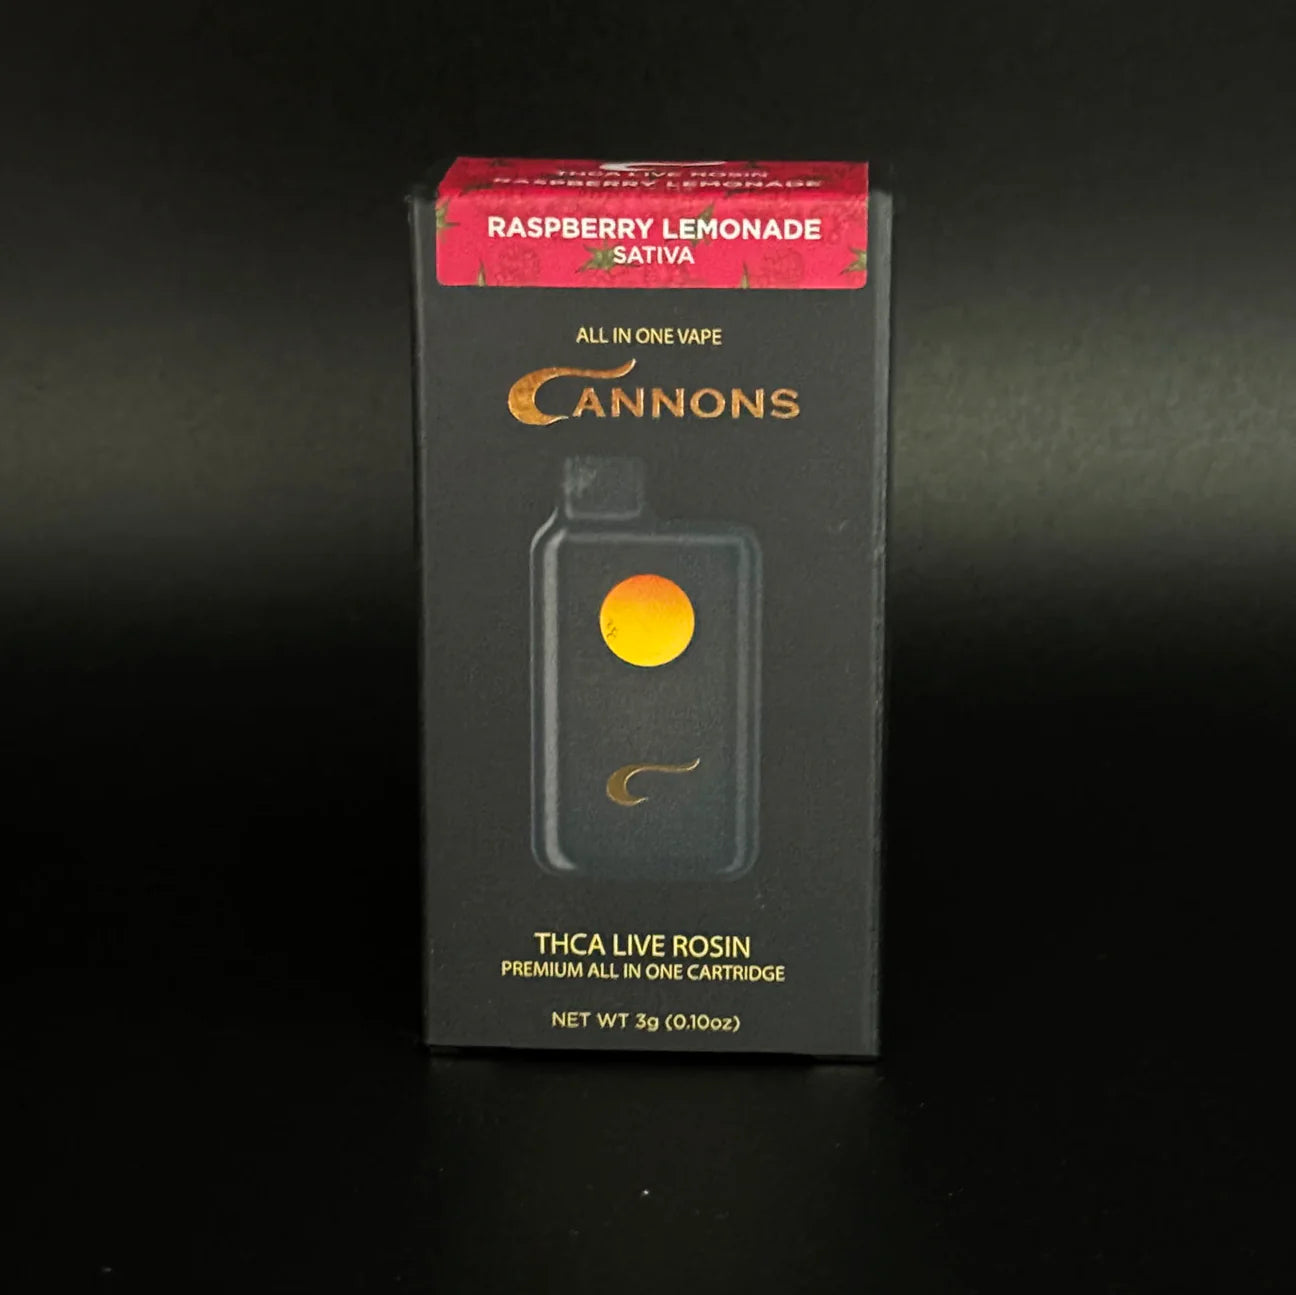 THCA LIVE ROSIN
RASPBERRY LEMONADE
RASPBERRY LEMONADE
SATIVA
ALL IN ONE VAPE
CANNONS
THCA LIVE ROSIN
PREMIUM ALL IN ONE CARTRIDGE
NET WT 3g (0.10oz)